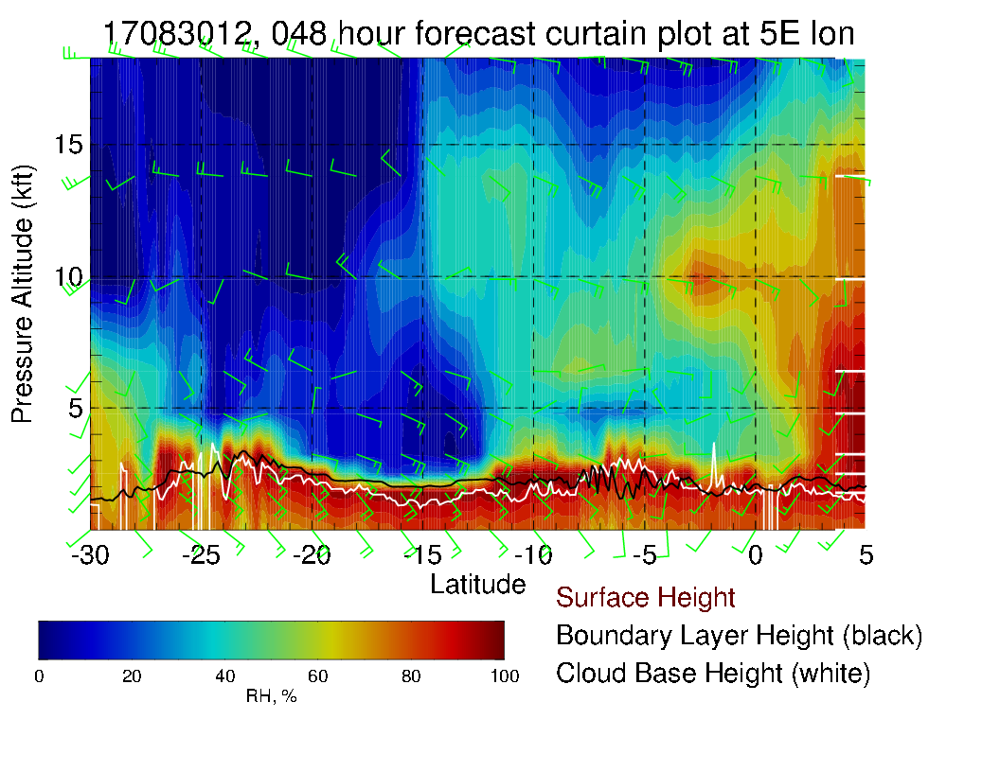 17083012, 048 hour forecast curtain plot at 5E lon
Pressure Altitude (kft)
15
10
5
-30 -25 -20 -15 -10 -5 0 5
Latitude
Surface Height
Boundary Layer Height (black)
Cloud Base Height (white)
0 20 40 60 80 100
RH, %